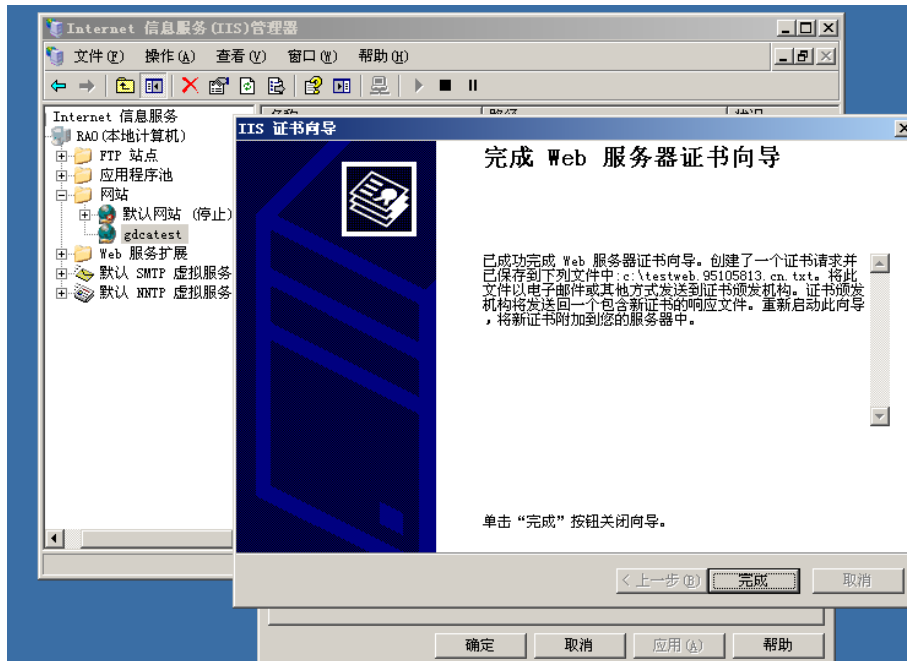 Internet 信息服务(IIS)管理器
文件(F) 操作(A) 查看(V) 窗口(W) 帮助(H)
Internet 信息服务
名称 路径 状况
RAO(本地计算机)
FTP 站点
应用程序池
网站
默认网站 (停止)
gdcatest
Web 服务扩展
默认 SMTP 虚拟服务
默认 NNTP 虚拟服务
IIS 证书向导
完成 Web 服务器证书向导
已成功完成 Web 服务器证书向导。创建了一个证书请求并
已保存到下列文件中:c:\testweb.95105813.cn.txt。将此
文件以电子邮件或其他方式发送到证书颁发机构。证书颁发
机构将发送回一个包含新证书的响应文件。重新启动此向导
,将新证书附加到您的服务器中。
单击“完成”按钮关闭向导。
<上一步(B) 完成 取消
确定 取消 应用(A) 帮助